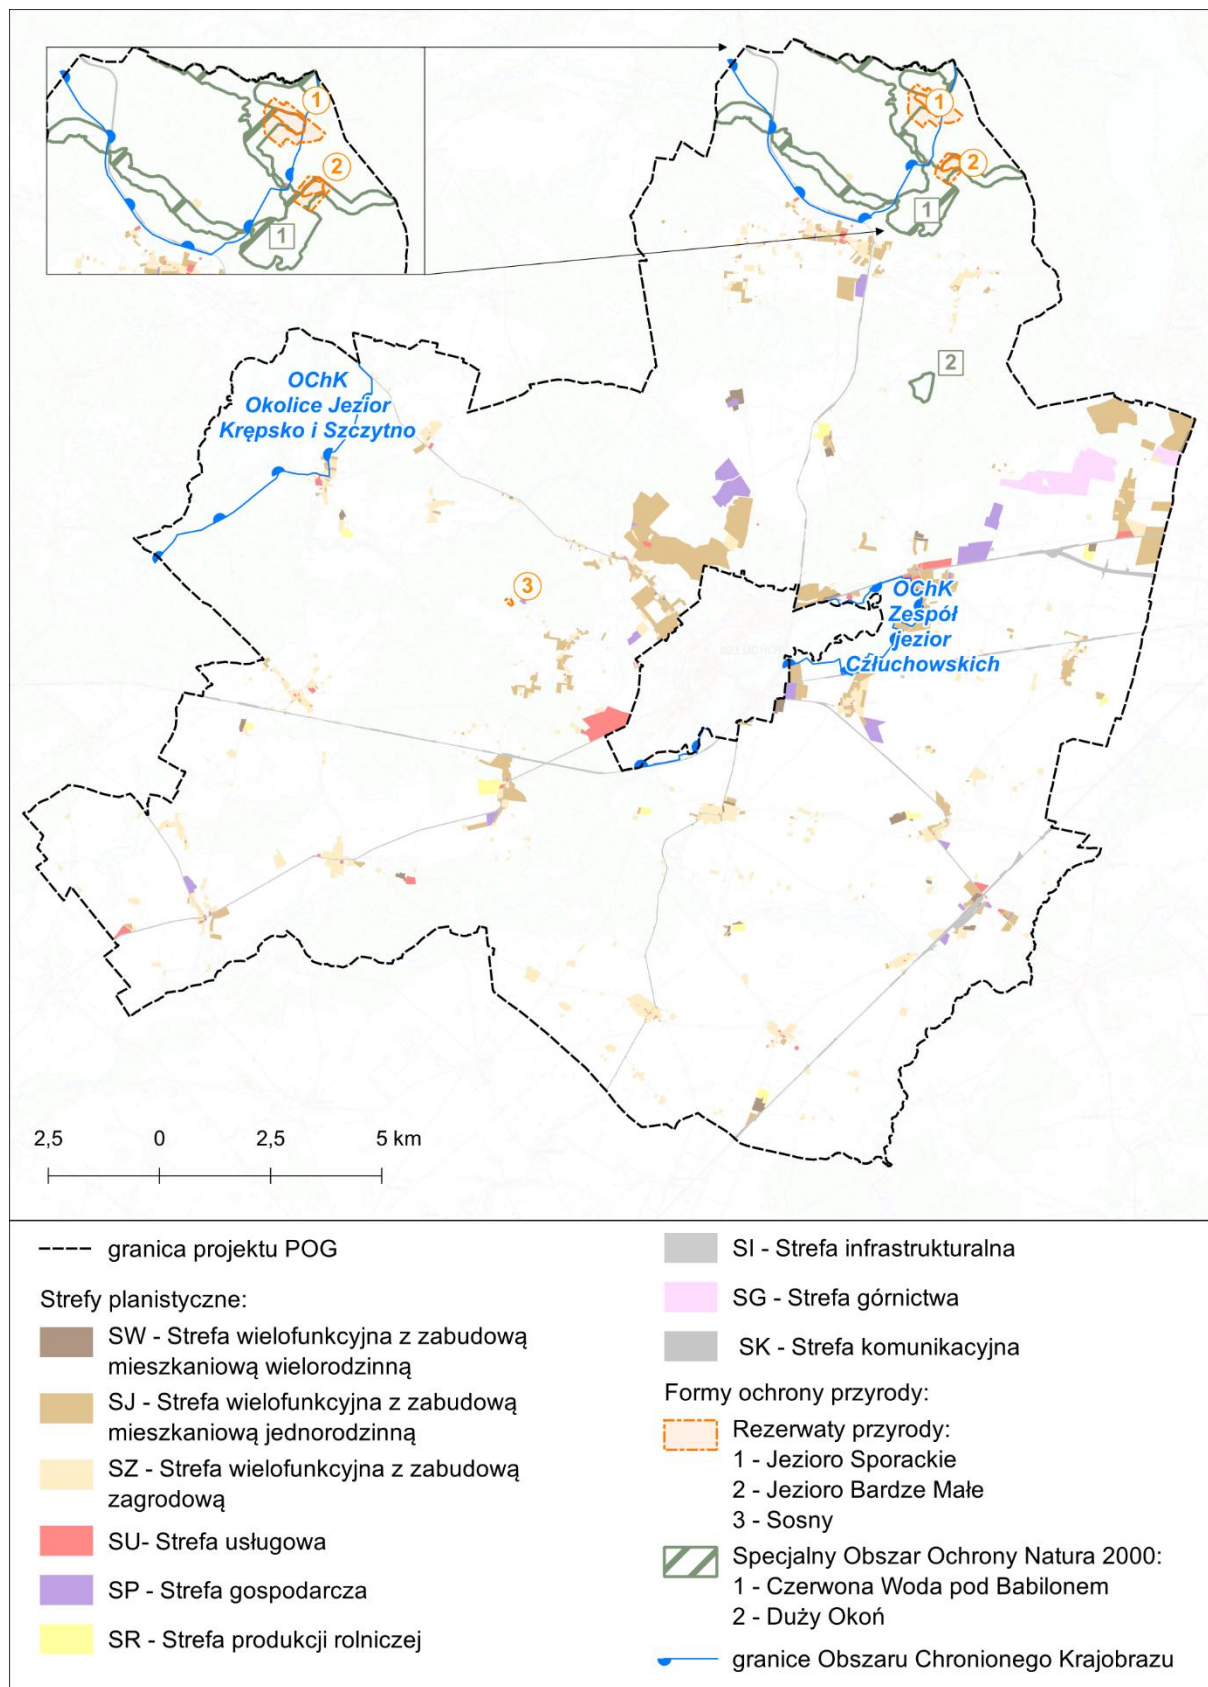 1
2
1
1
2
1
2
OChK
Okolice Jezior
Krępsko i Szczytno
3
OChK
Zespół
jezior
Człuchowskich
CZŁUCHÓW
2,5 0 2,5 5 km
granica projektu POG
Strefy planistyczne:
SW - Strefa wielofunkcyjna z zabudową
mieszkaniową wielorodzinną
SJ - Strefa wielofunkcyjna z zabudową
mieszkaniową jednorodzinną
SZ - Strefa wielofunkcyjna z zabudową
zagrodową
SU- Strefa usługowa
SP - Strefa gospodarcza
SR - Strefa produkcji rolniczej
SI - Strefa infrastrukturalna
SG - Strefa górnictwa
SK - Strefa komunikacyjna
Formy ochrony przyrody:
Rezerwaty przyrody:
1 - Jezioro Sporackie
2 - Jezioro Bardze Małe
3 - Sosny
Specjalny Obszar Ochrony Natura 2000:
1 - Czerwona Woda pod Babilonem
2 - Duży Okoń
granice Obszaru Chronionego Krajobrazu